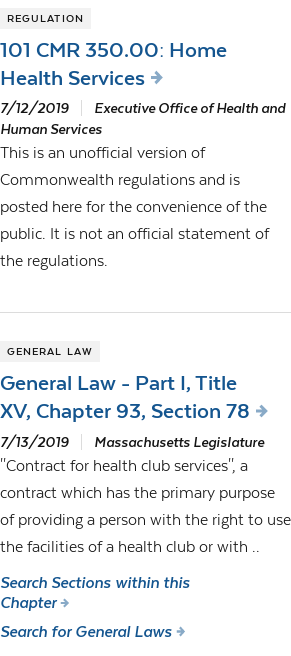 REGULATION
101 CMR 350.00: Home
Health Services
7/12/2019 Executive Office of Health and
Human Services
This is an unofficial version of
Commonwealth regulations and is
posted here for the convenience of the
public. It is not an official statement of
the regulations.
GENERAL LAW
General Law - Part I, Title
XV, Chapter 93, Section 78
7/13/2019 Massachusetts Legislature
"Contract for health club services", a
contract which has the primary purpose
of providing a person with the right to use
the facilities of a health club or with ..
Search Sections within this
Chapter
Search for General Laws